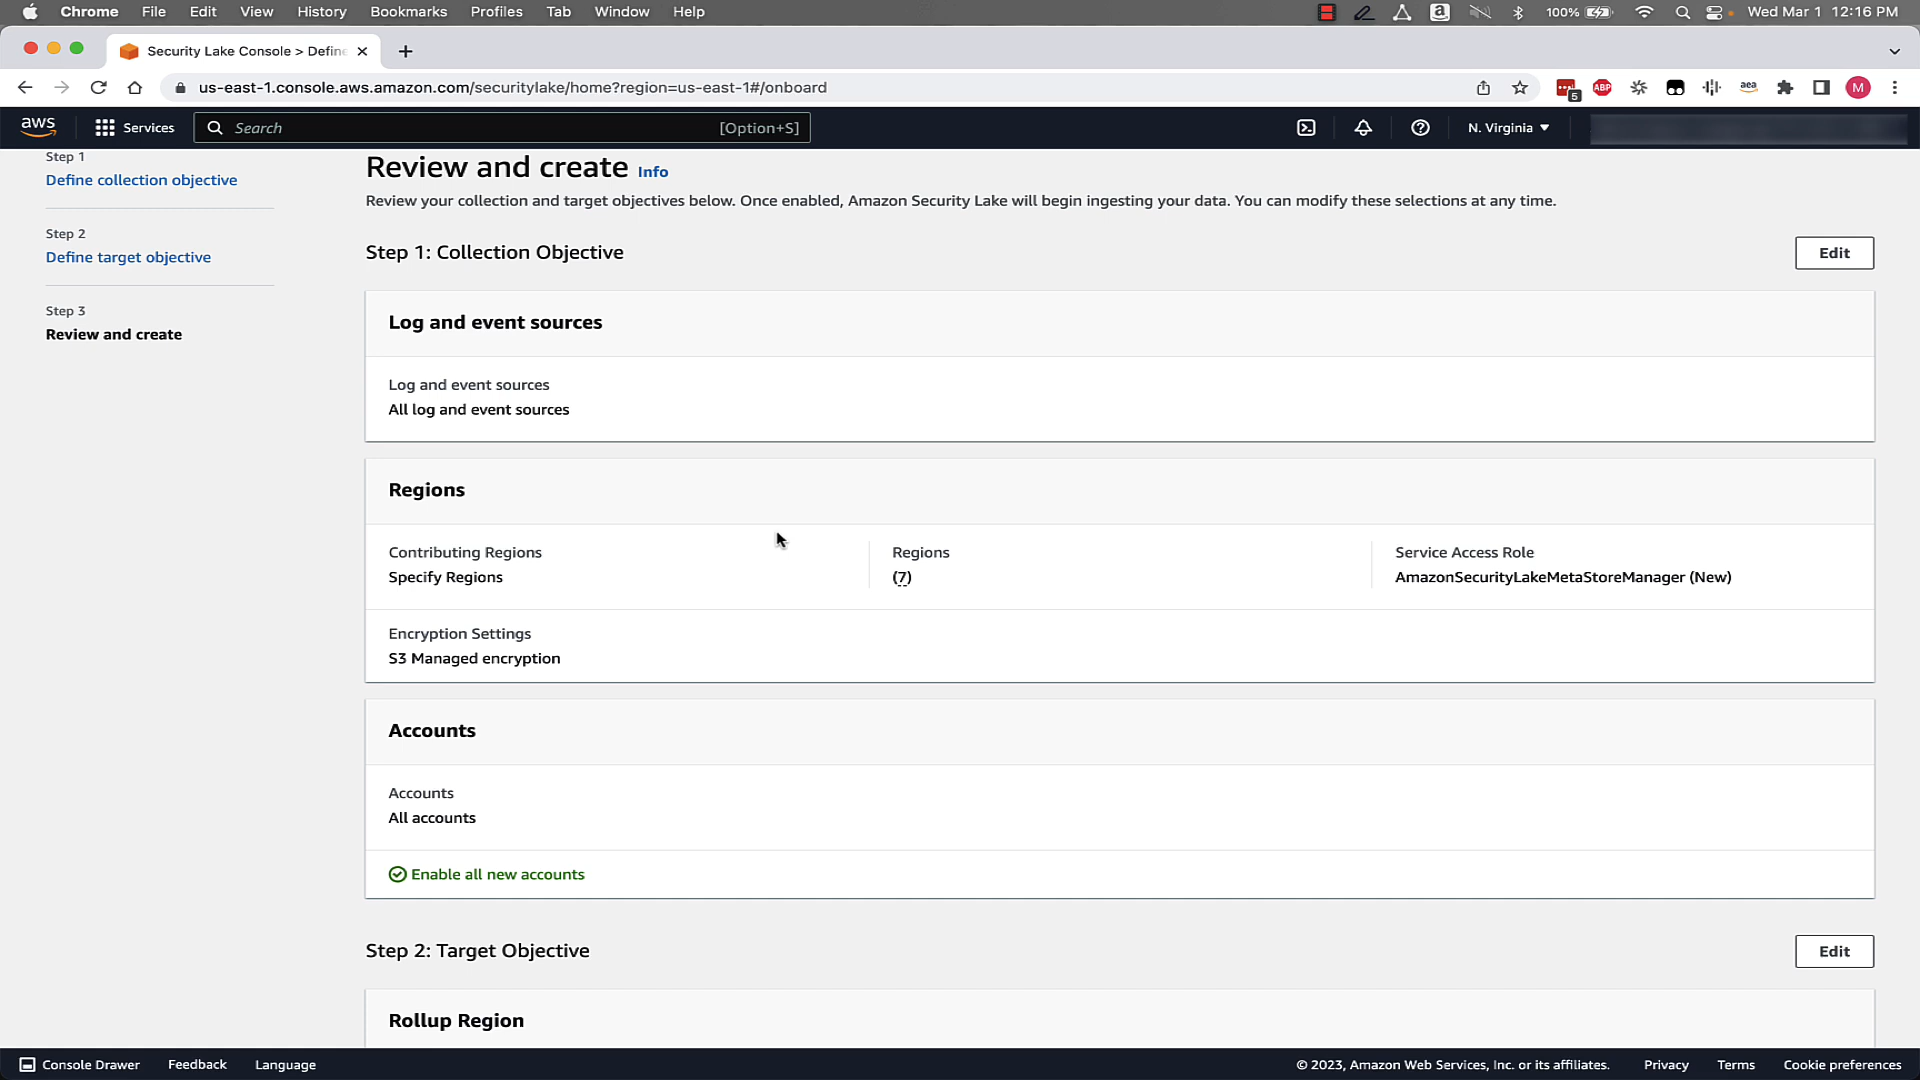 Chrome File Edit View History Bookmarks Profiles Tab Window Help a 100% Wed Mar 1 12:16 PM
Security Lake Console > Define
us-east-1.console.aws.amazon.com/securitylake/home?region=us-east-1#/onboard 5 ABP aea M
aws Services Search [Option+S] N. Virginia
Step 1
Define collection objective
Step 2
Define target objective
Step 3
Review and create
Review and create Info
Review your collection and target objectives below. Once enabled, Amazon Security Lake will begin ingesting your data. You can modify these selections at any time.
Step 1: Collection Objective Edit
Log and event sources
Log and event sources
All log and event sources
Regions
Contributing Regions Regions Service Access Role
Specify Regions (7) AmazonSecurityLakeMetaStoreManager (New)
Encryption Settings
S3 Managed encryption
Accounts
Accounts
All accounts
Enable all new accounts
Step 2: Target Objective Edit
Rollup Region
Console Drawer Feedback Language © 2023, Amazon Web Services, Inc. or its affiliates. Privacy Terms Cookie preferences